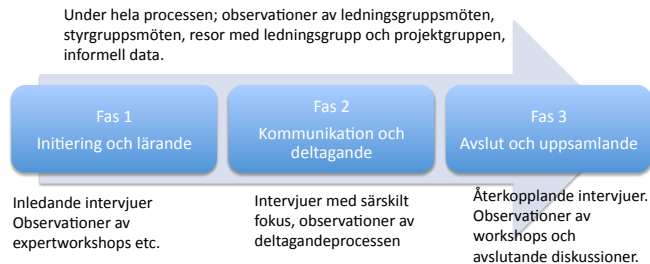 Under hela processen; observationer av ledningsgruppsmöten,
styrgruppsmöten, resor med ledningsgrupp och projektgruppen,
informell data.
Fas 1
Initiering och lärande
Fas 2
Kommunikation och
deltagande
Fas 3
Avslut och uppsamlande
Inledande intervjuer
Observationer av
expertworkshops etc.
Intervjuer med särskilt
fokus, observationer av
deltagandeprocessen
Återkopplande intervjuer.
Observationer av
workshops och
avslutande diskussioner.